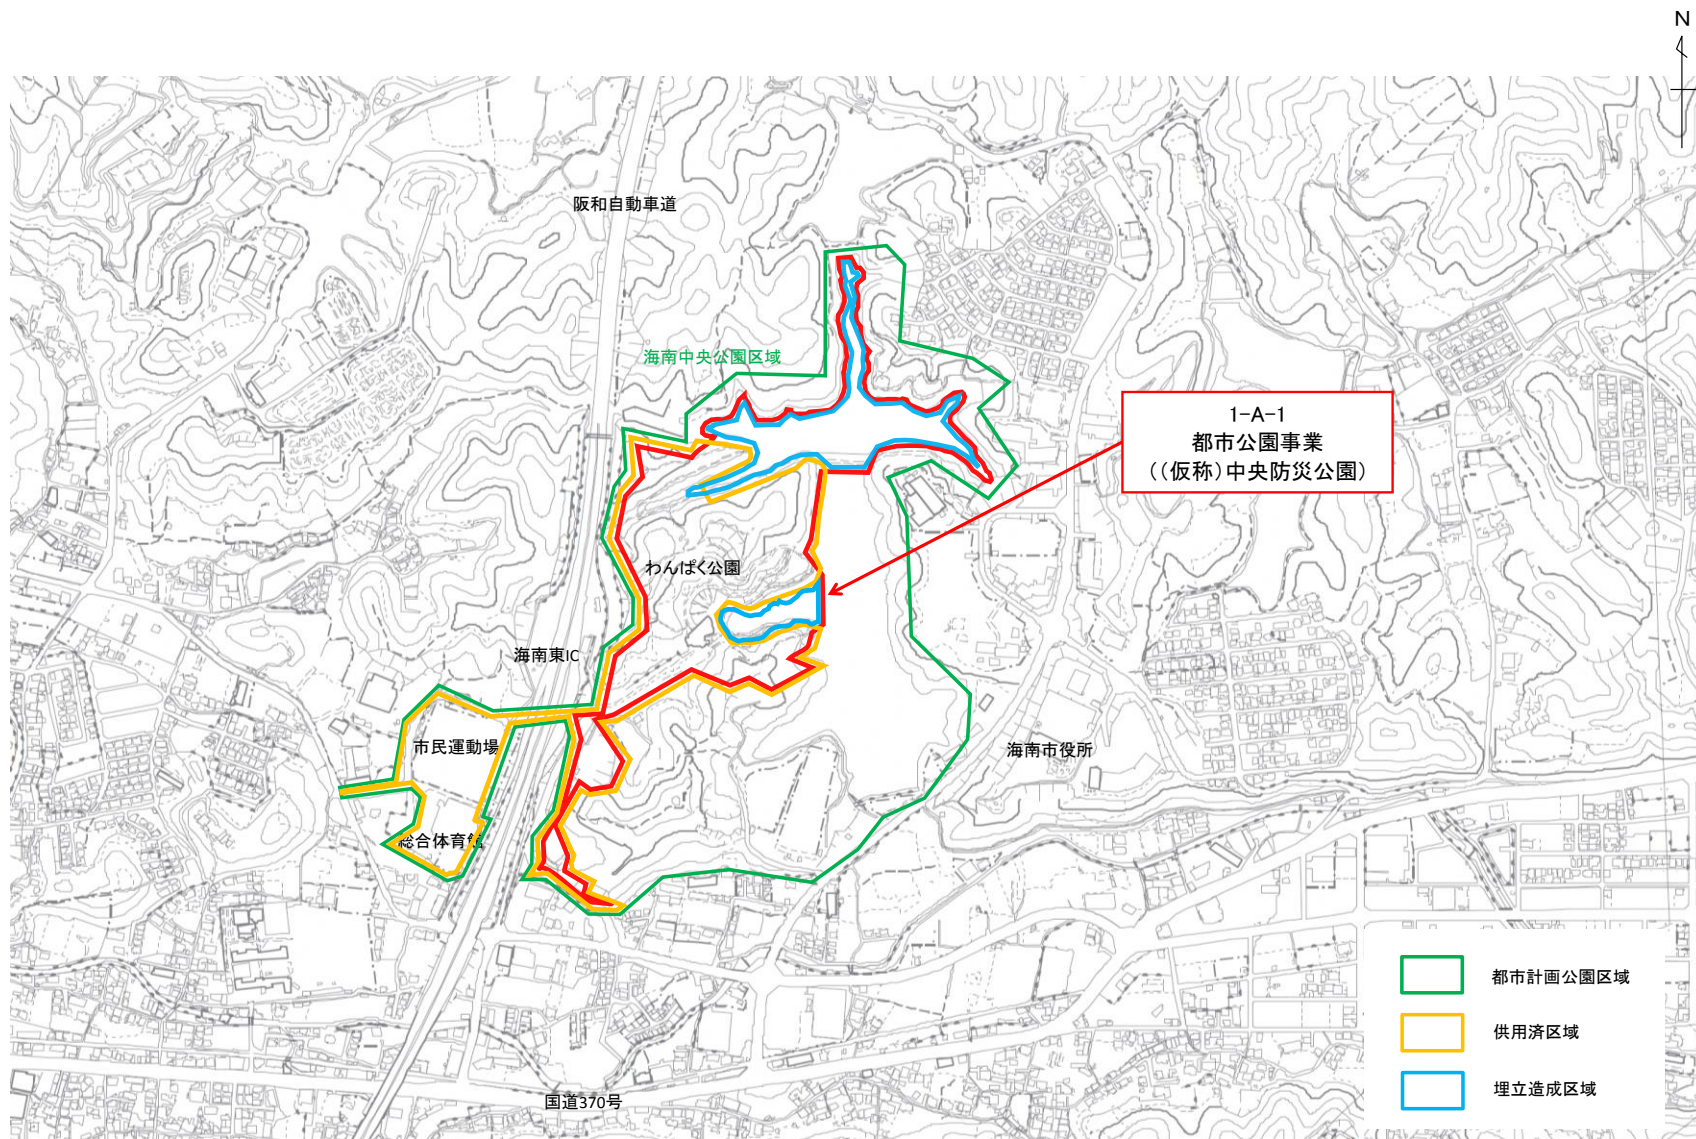 N
阪和自動車道
海南中央公園区域
1-A-1
都市公園事業
((仮称)中央防災公園)
わんぱく公園
海南東IC
市民運動場
海南市役所
総合体育館
都市計画公園区域
供用済区域
埋立造成区域
国道370号